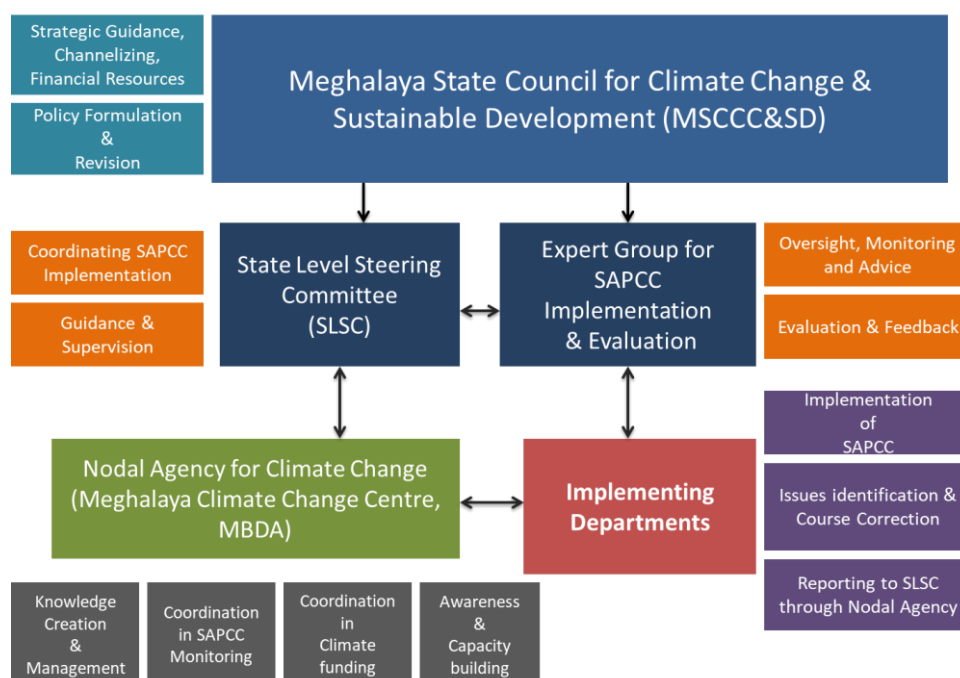 Strategic Guidance,
Channelizing,
Financial Resources
Policy Formulation
&
Revision
Meghalaya State Council for Climate Change &
Sustainable Development (MSCCC&SD)
Coordinating SAPCC
Implementation
Guidance &
Supervision
State Level Steering
Committee
(SLSC)
Expert Group for
SAPCC
Implementation
& Evaluation
Oversight, Monitoring
and Advice
Evaluation & Feedback
Nodal Agency for Climate Change
(Meghalaya Climate Change Centre,
MBDA)
Implementing
Departments
Implementation
of
SAPCC
Issues identification &
Course Correction
Reporting to SLSC
through Nodal Agency
Knowledge
Creation
&
Management
Coordination
in SAPCC
Monitoring
Coordination
in
Climate
funding
Awareness
&
Capacity
building